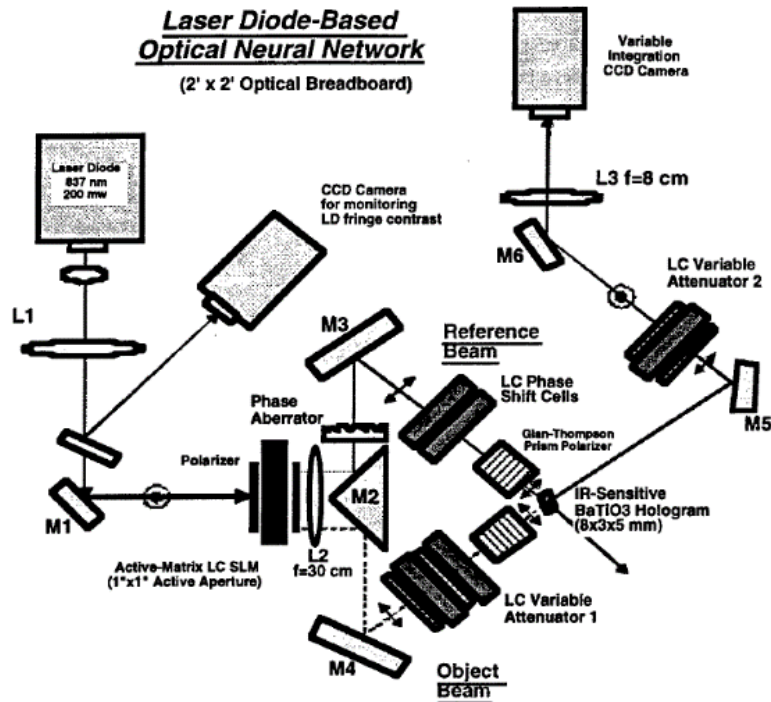 Laser Diode-Based
Optical Neural Network
(2' x 2' Optical Breadboard)
Variable
Integration
CCD Camera
Laser Diode
837 nm
200 mw
CCD Camera
for monitoring
LD fringe contrast
L3 f=8 cm
M6
LC Variable
Attenuator 2
L1
M3
Reference
Beam
LC Phase
Shift Cells
M5
Phase
Aberrator
Glan-Thompson
Prism Polarizer
Polarizer
M2
IR-Sensitive
BaTiO3 Hologram
(8x3x5 mm)
M1
L2
f=30 cm
Active-Matrix LC SLM
(1"x1" Active Aperture)
LC Variable
Attenuator 1
M4
Object
Beam